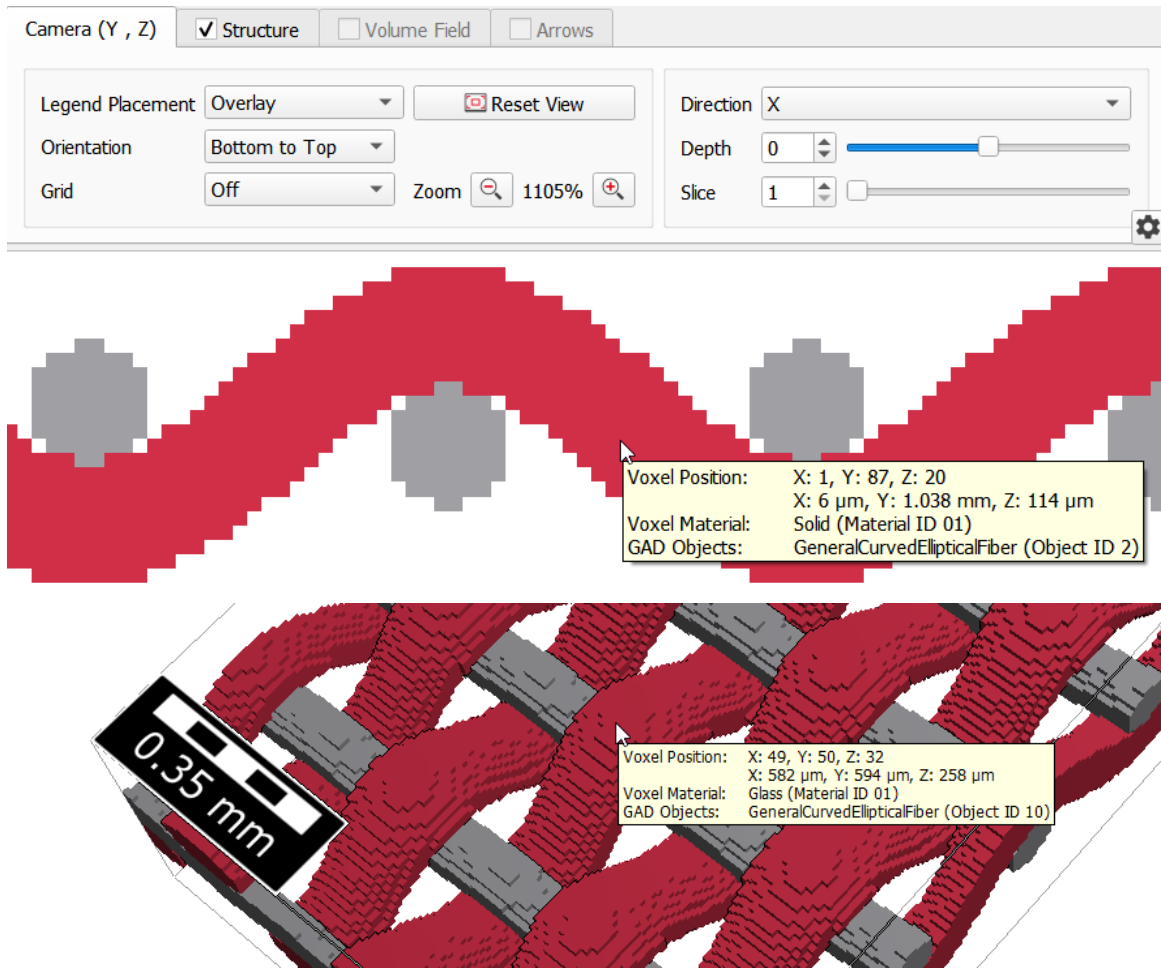 Camera (Y , Z) Structure Volume Field Arrows
Legend Placement Overlay Reset View Direction X
Orientation Bottom to Top Depth 0
Grid Off Zoom 1105% Slice 1
Voxel Position: X: 1, Y: 87, Z: 20
X: 6 µm, Y: 1.038 mm, Z: 114 µm
Voxel Material: Solid (Material ID 01)
GAD Objects: GeneralCurvedEllipticalFiber (Object ID 2)
0.35 mm
Voxel Position: X: 49, Y: 50, Z: 32
X: 582 µm, Y: 594 µm, Z: 258 µm
Voxel Material: Glass (Material ID 01)
GAD Objects: GeneralCurvedEllipticalFiber (Object ID 10)